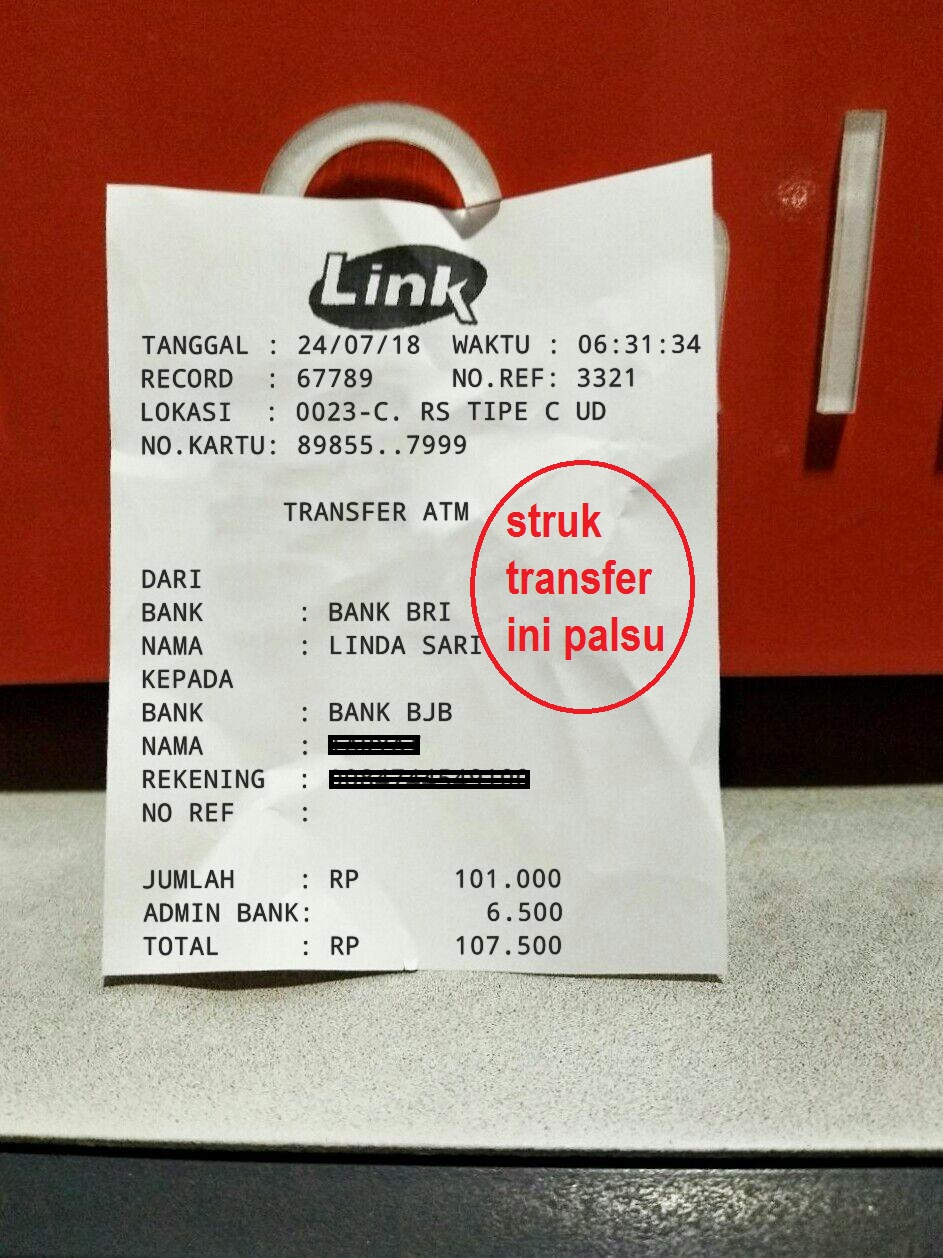 Link
TANGGAL : 24/07/18 WAKTU : 06:31:34
RECORD : 67789 NO.REF: 3321
LOKASI : 0023-C. RS TIPE C UD
NO.KARTU: 89855..7999
TRANSFER ATM
struk
transfer
ini palsu
DARI
BANK : BANK BRI
NAMA : LINDA SARI
KEPADA
BANK : BANK BJB
NAMA :
REKENING :
NO REF :
JUMLAH : RP 101.000
ADMIN BANK: 6.500
TOTAL : RP 107.500